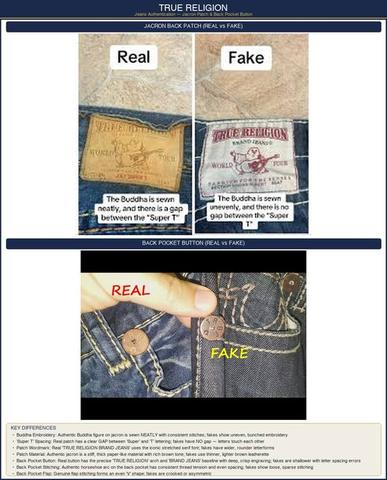 TRUE RELIGION
Jeans Authentication — Jacron Patch & Back Pocket Button
JACRON BACK PATCH (REAL vs FAKE)
Real
Fake
TRUE RELIGION
WORLD TOUR
TRUE RELIGION
BRAND JEANS
WORLD TOUR
The Buddha is sewn
neatly, and there is a gap
between the "Super T"
The Buddha is sewn
unevenly, and there is no
gap between the "Super
T"
BACK POCKET BUTTON (REAL vs FAKE)
REAL
FAKE
KEY DIFFERENCES
• Buddha Embroidery: Authentic Buddha figure on jacron is sewn NEATLY with consistent stitches; fakes show uneven, bunched embroidery
• 'Super T' Spacing: Real patch has a clear GAP between 'Super' and 'T' lettering; fakes have NO gap — letters touch each other
• Patch Wordmark: Real 'TRUE RELIGION BRAND JEANS' uses the iconic stretched serif font; fakes have wider, rounder letterforms
• Patch Material: Authentic jacron is a stiff, thick paper-like material with rich brown tone; fakes use thinner, lighter brown leatherette
• Back Pocket Button: Real button has the precise 'TRUE RELIGION' arch and 'BRAND JEANS' baseline with deep, crisp engraving; fakes are shallower with letter spacing errors
• Back Pocket Stitching: Authentic horseshoe arc on the back pocket has consistent thread tension and even spacing; fakes show loose, sparse stitching
• Back Pocket Flap: Genuine flap stitching forms an even 'V' shape; fakes are crooked or asymmetric